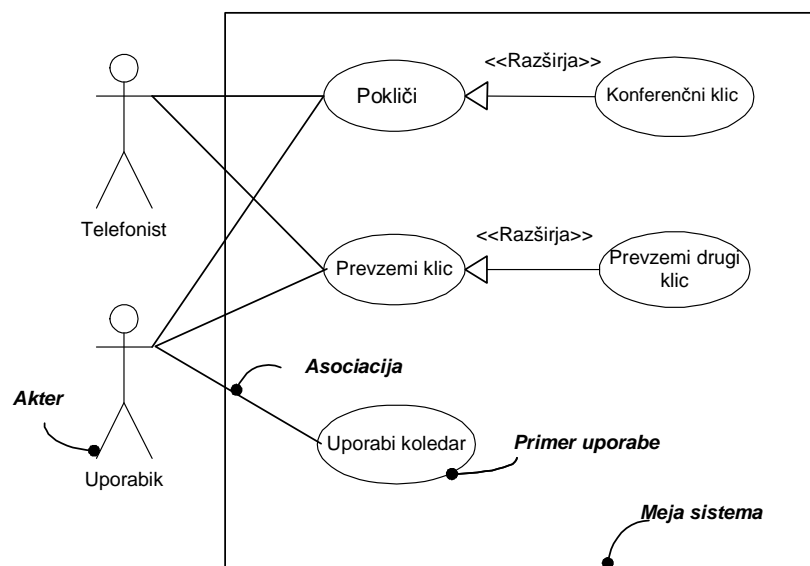 <<Razširja>>
Pokliči
Konferenčni klic
Telefonist
<<Razširja>>
Prevzemi klic
Prevzemi drugi
klic
Asociacija
Akter
Uporabi koledar
Primer uporabe
Uporabik
Meja sistema